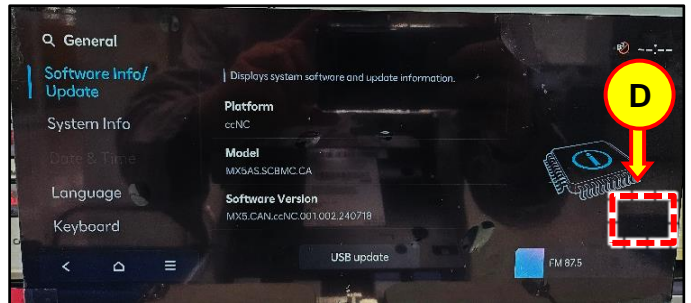 General
--:--
Software Info/
Update
Displays system software and update information.
D
Platform
ccNC
System Info
Model
MX5AS.SCBMC.CA
Date & Time
Language
Software Version
MX5.CAN.ccNC.001.002.240718
Keyboard
USB update
FM 87.5